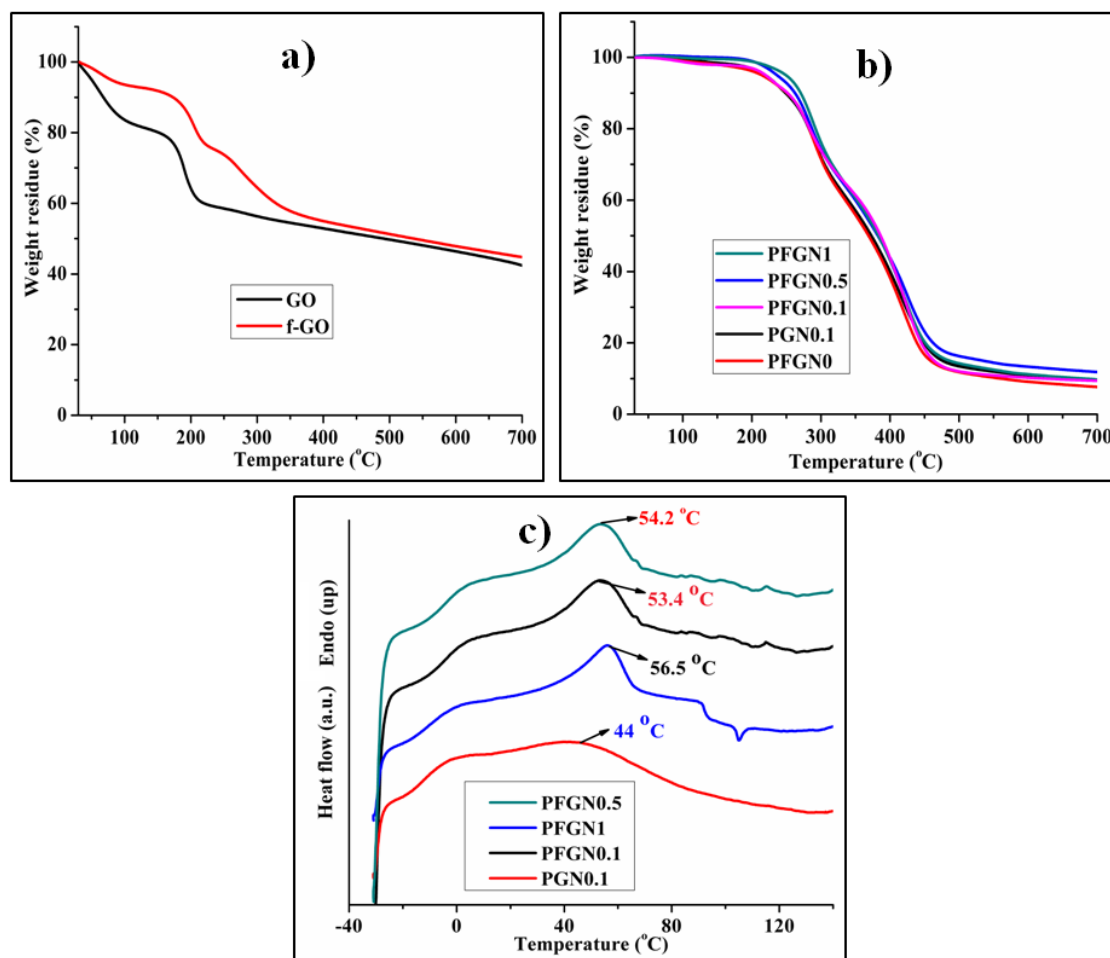 a)
Weight residue (%)
100
80
60
40
20
0
GO
f-GO
100 200 300 400 500 600 700
Temperature (°C)
b)
Weight residue (%)
100
80
60
40
20
0
PFGN1
PFGN0.5
PFGN0.1
PGN0.1
PFGN0
100 200 300 400 500 600 700
Temperature (°C)
c)
Heat flow (a.u.) Endo (up)
54.2 °C
53.4 °C
56.5 °C
44 °C
PFGN0.5
PFGN1
PFGN0.1
PGN0.1
-40 0 40 80 120
Temperature (°C)